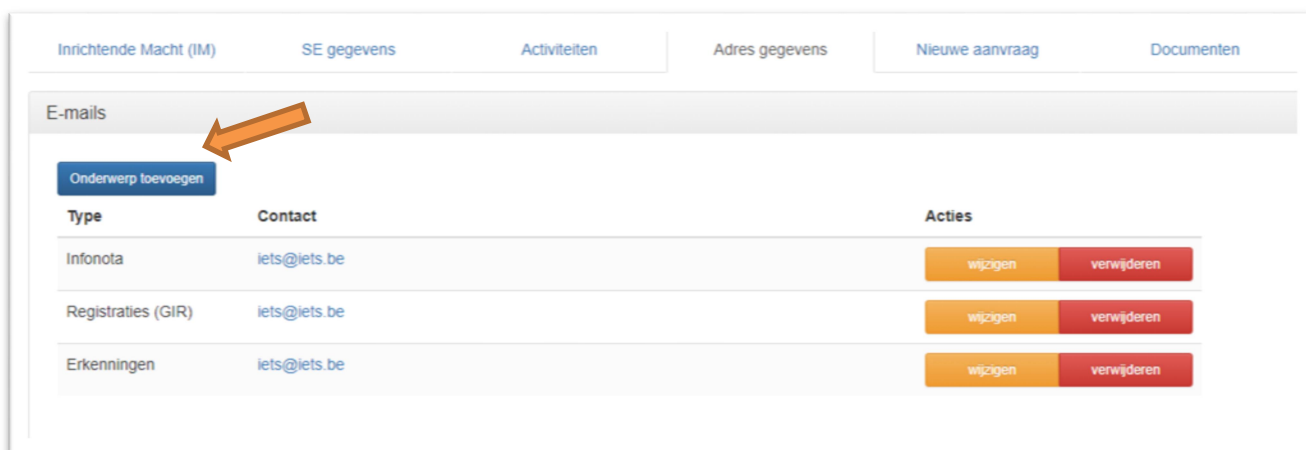 Inrichtende Macht (IM) SE gegevens Activiteiten Adres gegevens Nieuwe aanvraag Documenten
E-mails
Onderwerp toevoegen
Type Contact Acties
Infonota iets@iets.be wijzigen verwijderen
Registraties (GIR) iets@iets.be wijzigen verwijderen
Erkenningen iets@iets.be wijzigen verwijderen